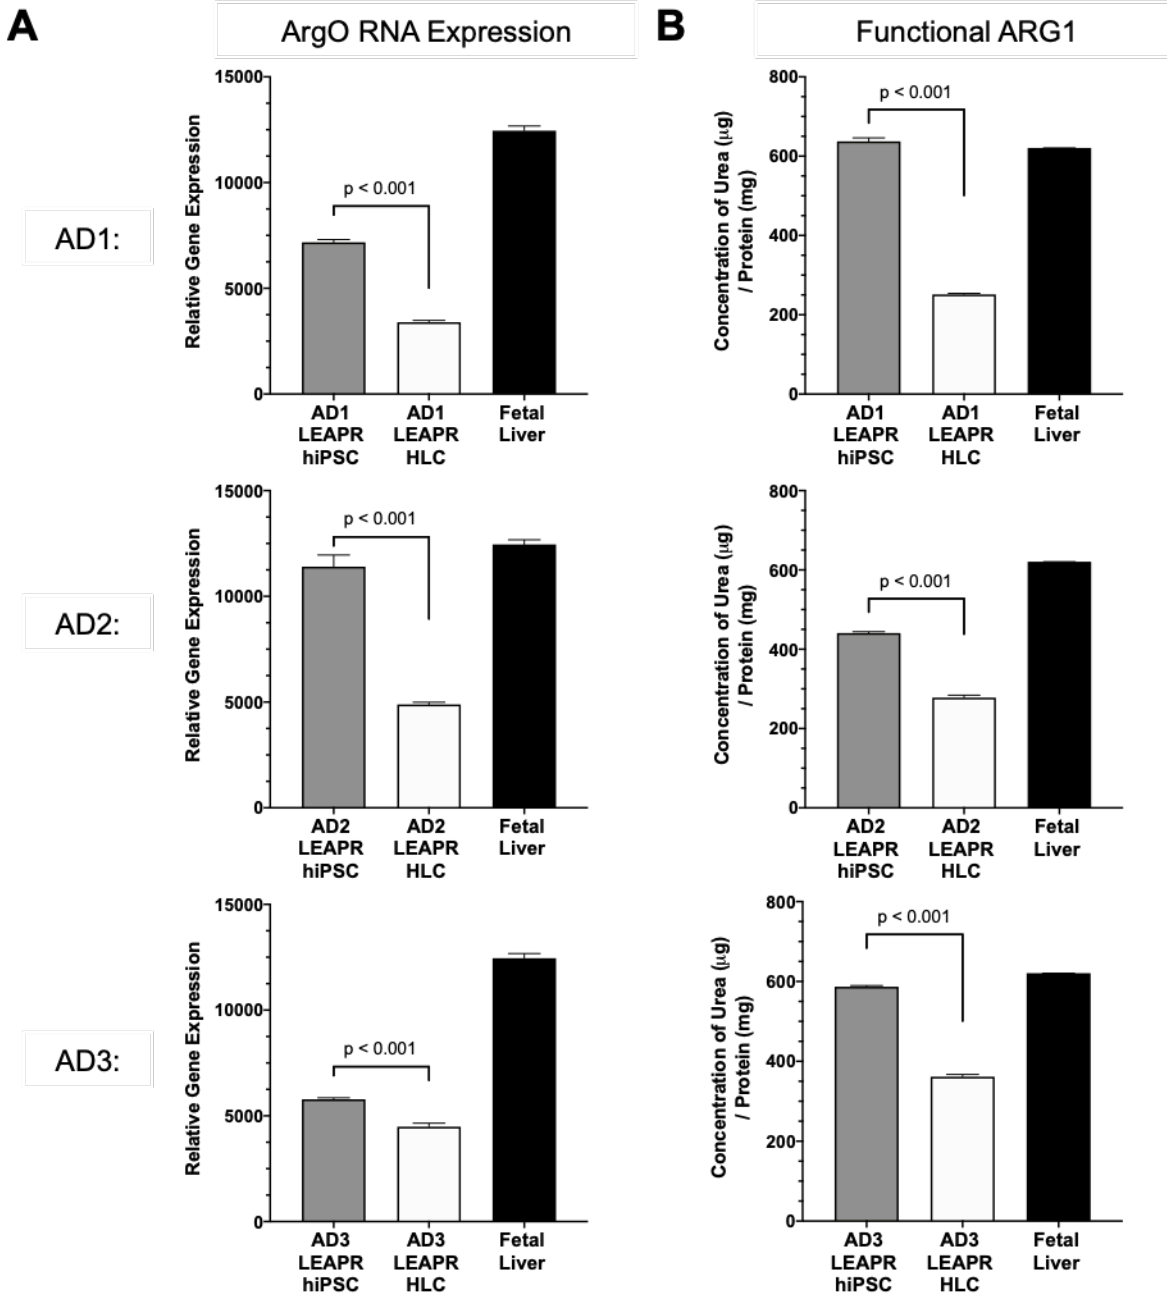 A
ArgO RNA Expression
B
Functional ARG1
AD1:
Relative Gene Expression
15000
10000
5000
0
p < 0.001
AD1
LEAPR
hiPSC
AD1
LEAPR
HLC
Fetal
Liver
Concentration of Urea (μg)
/ Protein (mg)
800
600
400
200
0
p < 0.001
AD1
LEAPR
hiPSC
AD1
LEAPR
HLC
Fetal
Liver
AD2:
Relative Gene Expression
15000
10000
5000
0
p < 0.001
AD2
LEAPR
hiPSC
AD2
LEAPR
HLC
Fetal
Liver
Concentration of Urea (μg)
/ Protein (mg)
800
600
400
200
0
p < 0.001
AD2
LEAPR
hiPSC
AD2
LEAPR
HLC
Fetal
Liver
AD3:
Relative Gene Expression
15000
10000
5000
0
p < 0.001
AD3
LEAPR
hiPSC
AD3
LEAPR
HLC
Fetal
Liver
Concentration of Urea (μg)
/ Protein (mg)
800
600
400
200
0
p < 0.001
AD3
LEAPR
hiPSC
AD3
LEAPR
HLC
Fetal
Liver